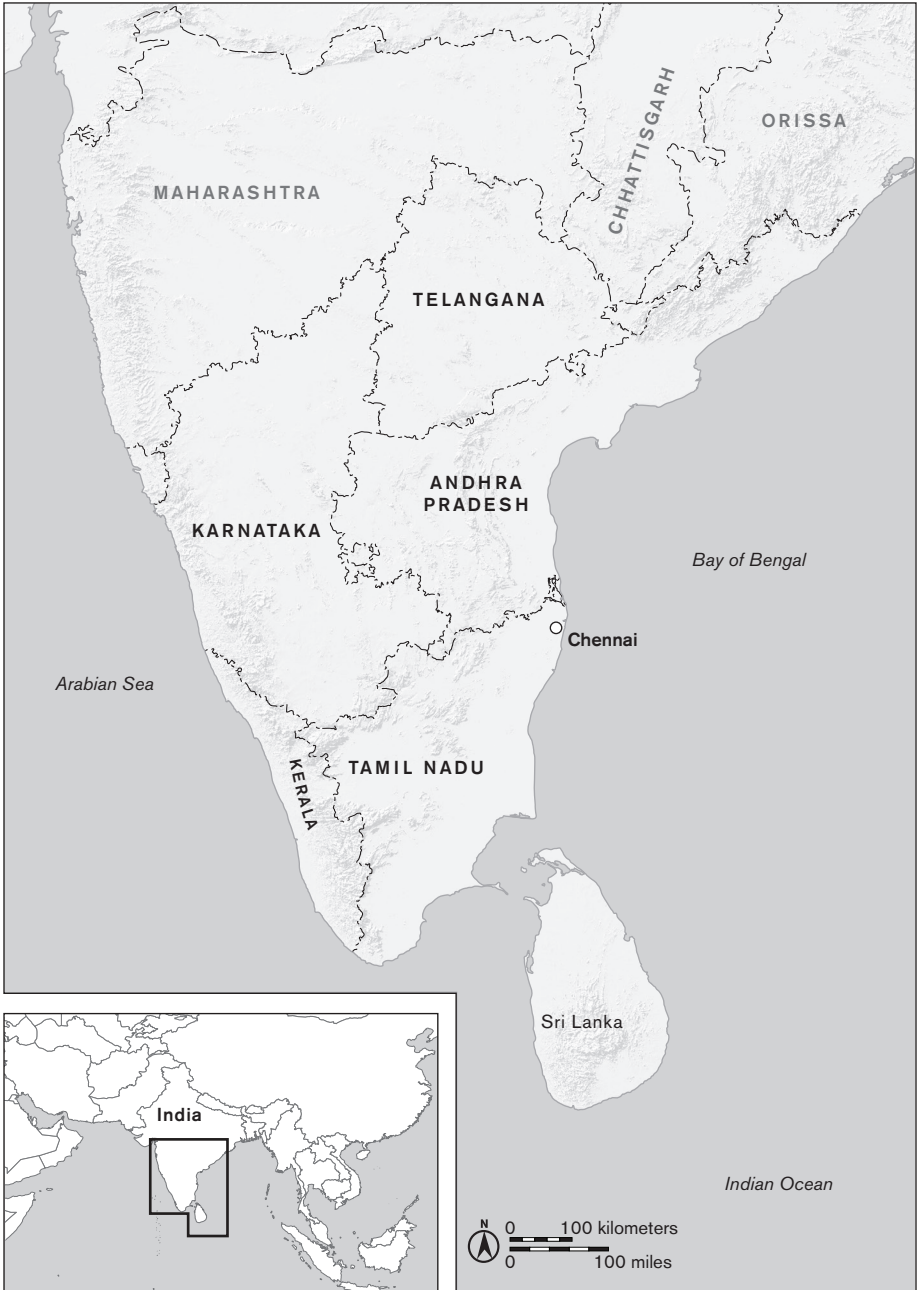 ORISSA
CHHATTISGARH
MAHARASHTRA
TELANGANA
ANDHRA
PRADESH
KARNATAKA
Bay of Bengal
Chennai
Arabian Sea
KERALA
TAMIL NADU
Sri Lanka
India
Indian Ocean
N
0 100 kilometers
0 100 miles